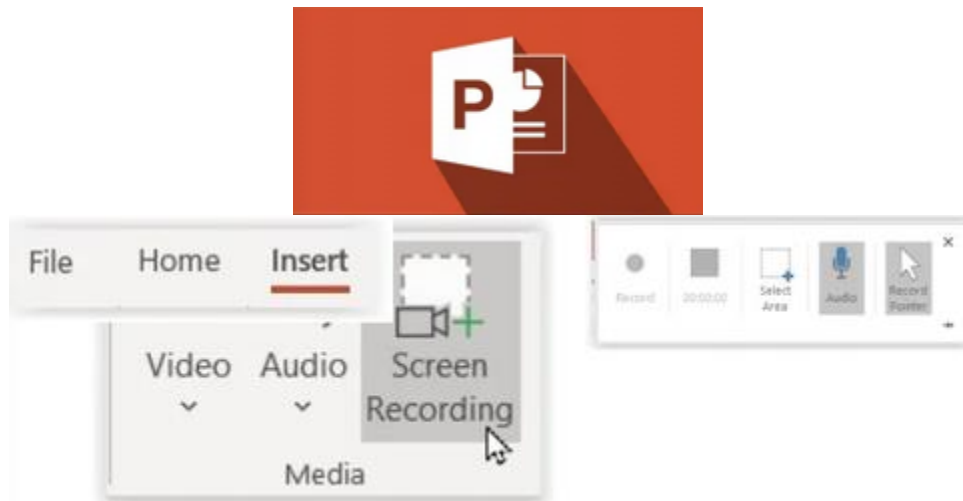 P
File Home Insert
Video Audio Screen
Recording
Media
Record 00:00:00 Select
Area Audio Record
Pointer